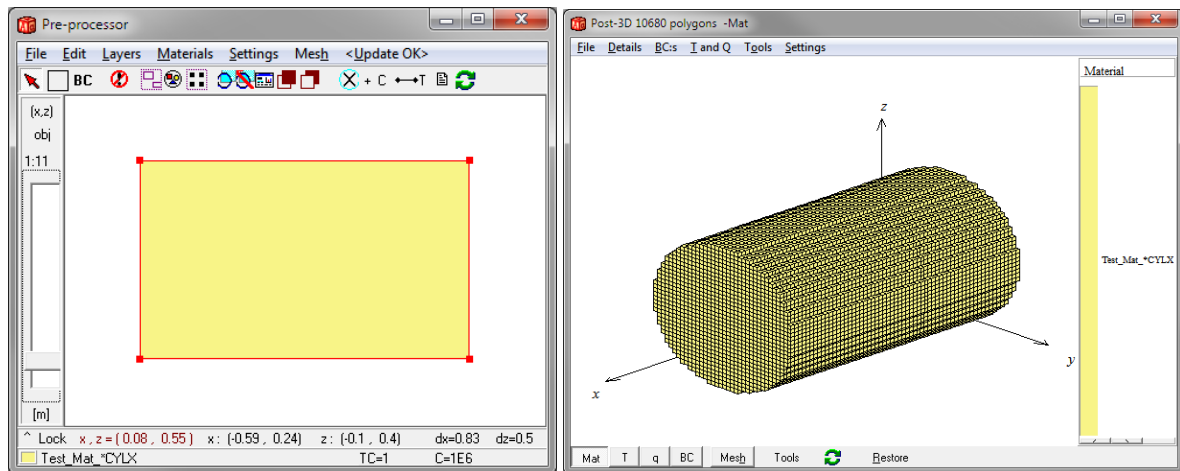 Pre-processor
File Edit Layers Materials Settings Mesh <Update OK>
BC + C T
(x,z)
obj
1:11
[m]
^ Lock x , z = ( 0.08 , 0.55 ) x : (-0.59 , 0.24) z : (-0.1 , 0.4) dx=0.83 dz=0.5
Test_Mat_*CYLX TC=1 C=1E6
Post-3D 10680 polygons -Mat
File Details BC:s T and Q Tools Settings
Material
z
Test_Mat_*CYLX
y
x
Mat T q BC Mesh Tools Restore